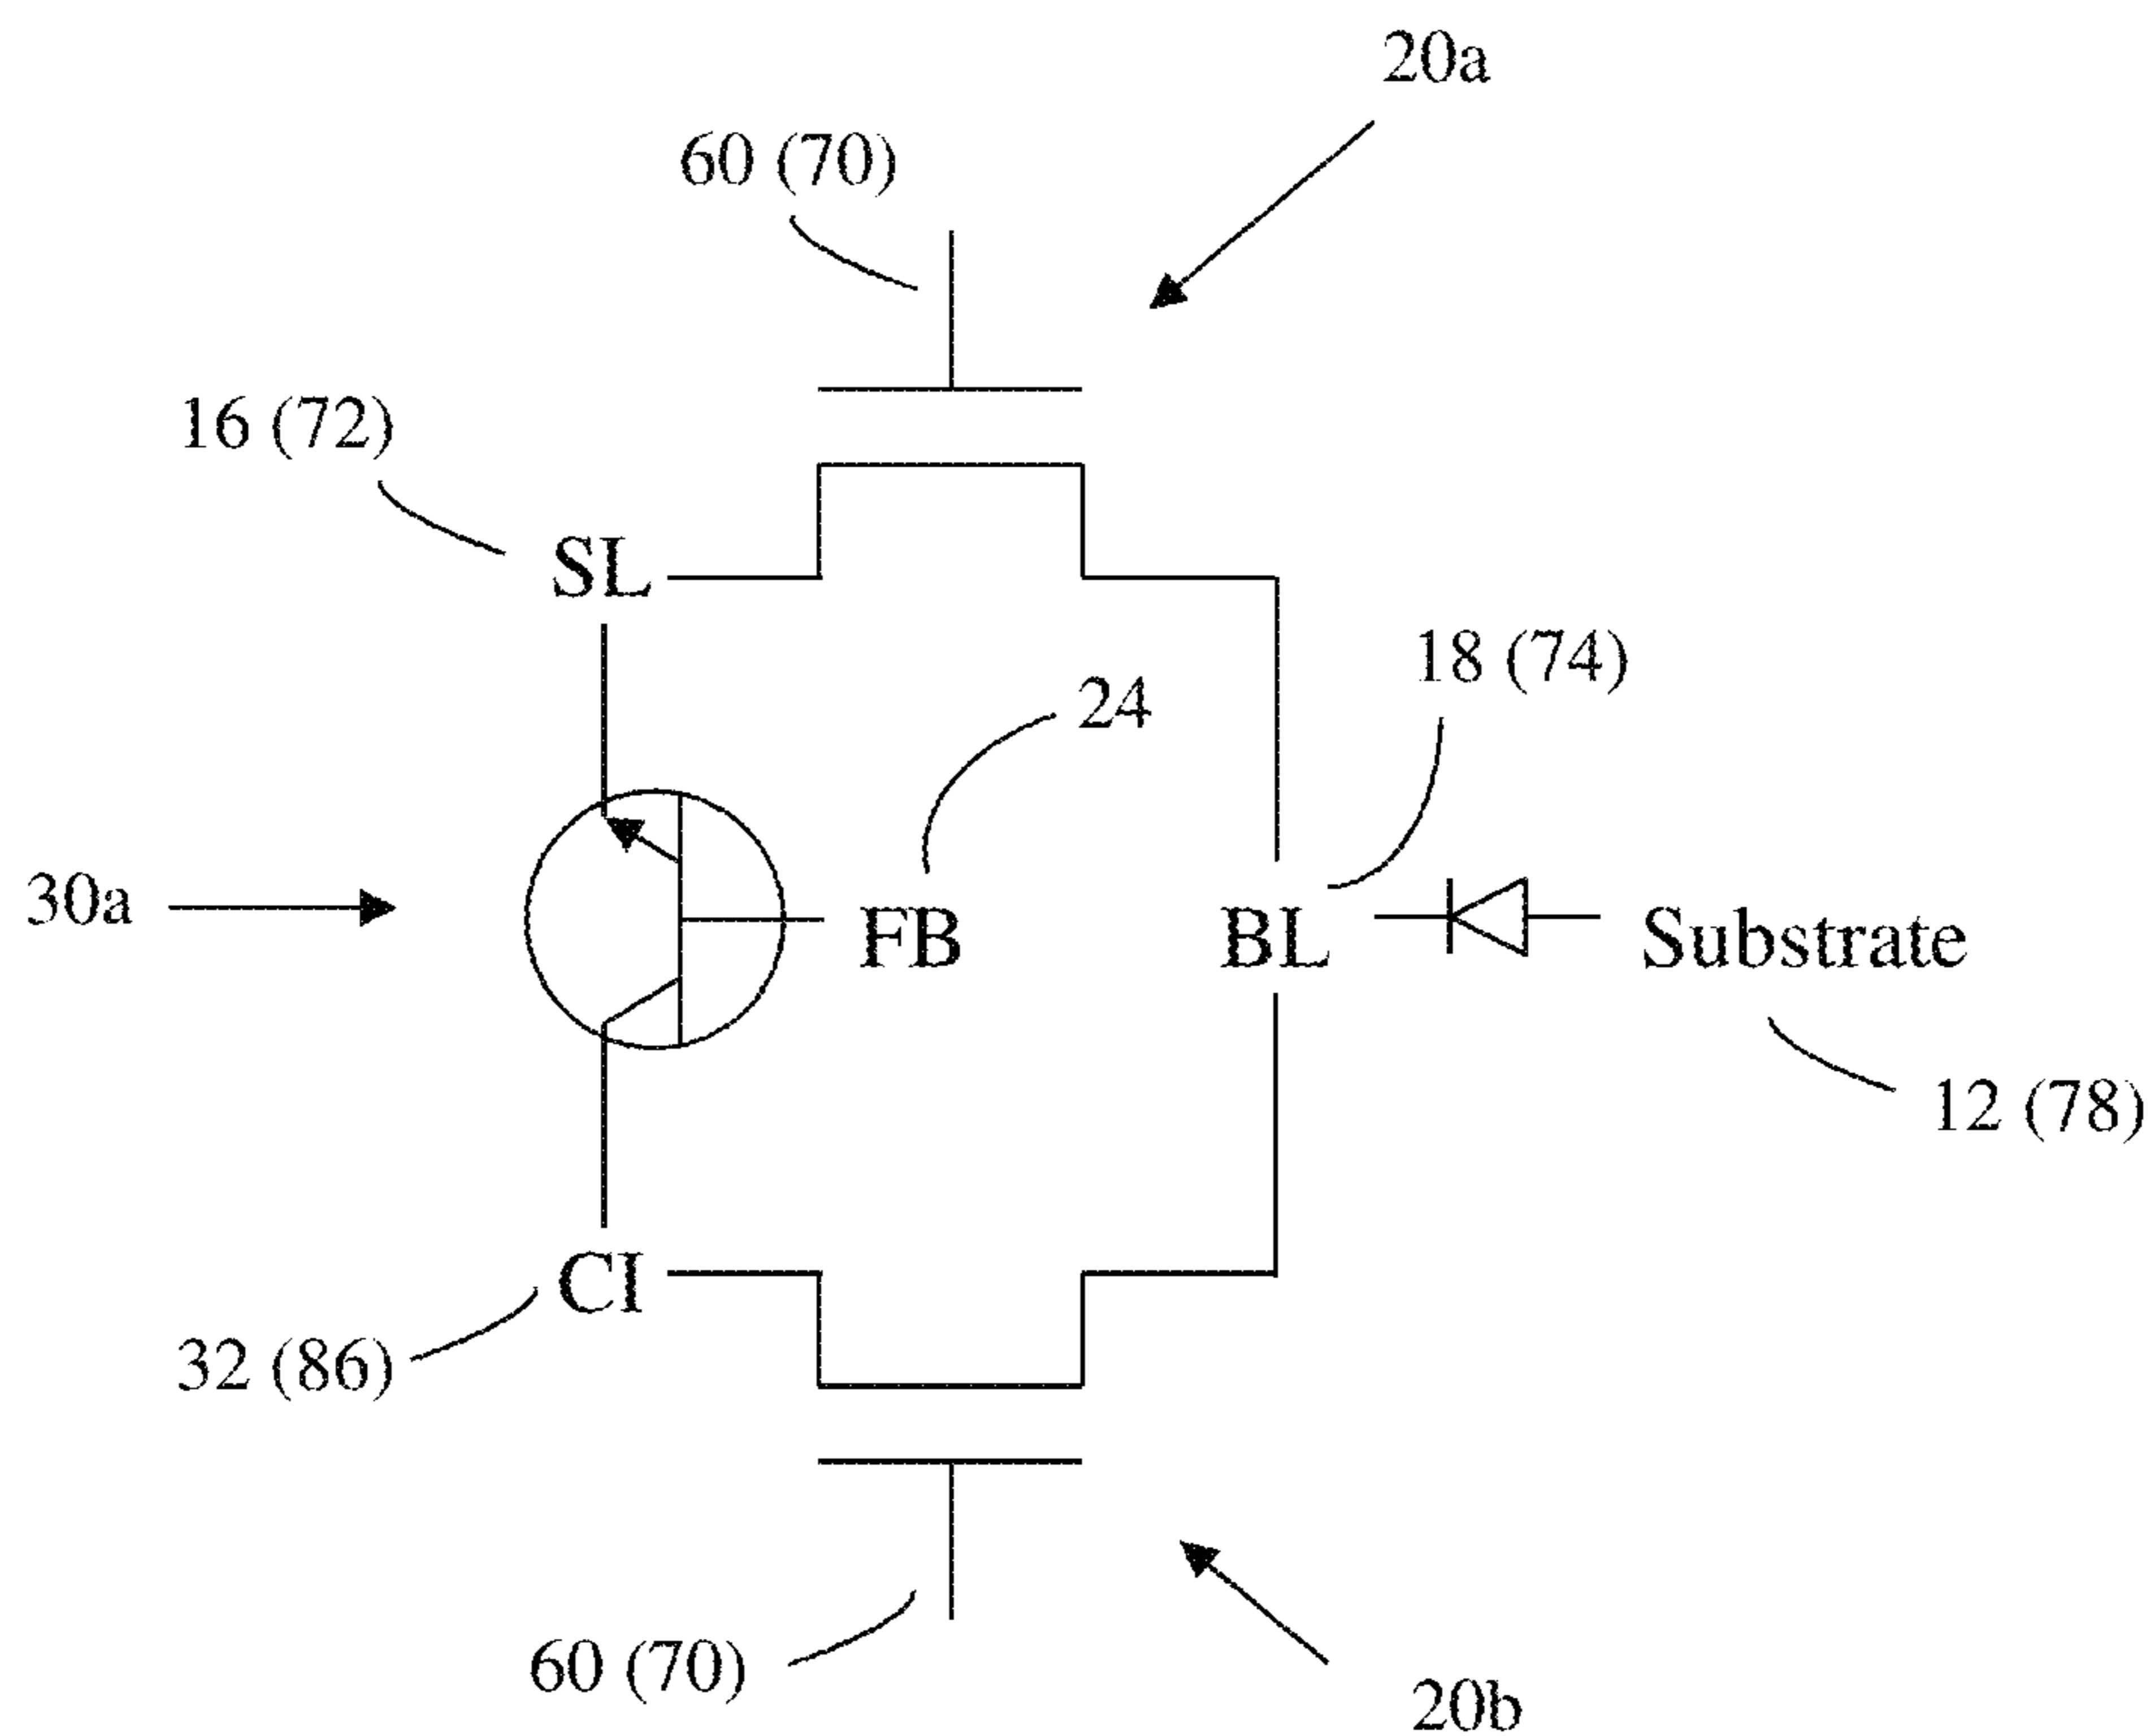 20a
60 (70)
16 (72)
SL
18 (74)
24
30a
FB
BL
Substrate
12 (78)
CI
32 (86)
60 (70)
20b